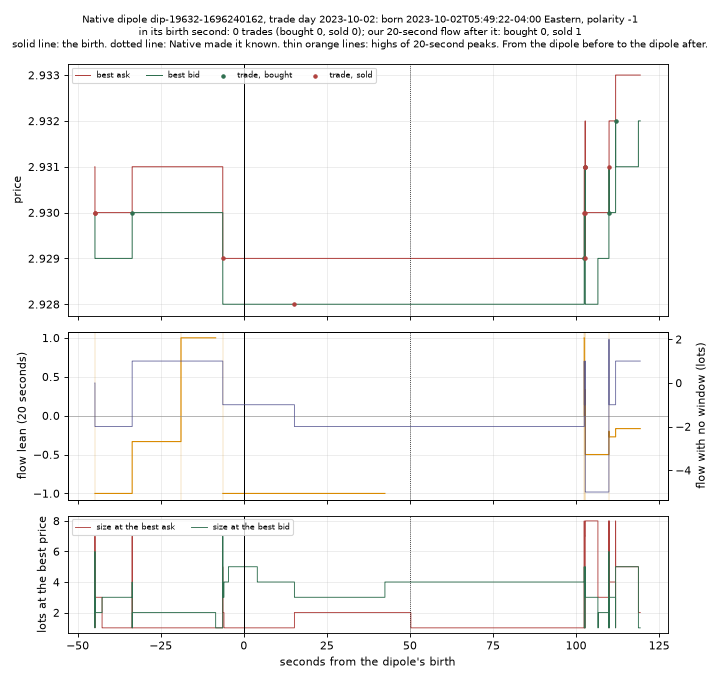 Native dipole dip-19632-1696240162, trade day 2023-10-02: born 2023-10-02T05:49:22-04:00 Eastern, polarity -1
in its birth second: 0 trades (bought 0, sold 0); our 20-second flow after it: bought 0, sold 1
solid line: the birth. dotted line: Native made it known. thin orange lines: highs of 20-second peaks. From the dipole before to the dipole after.
best ask
best bid
trade, bought
trade, sold
2.933
2.932
2.931
2.930
2.929
2.928
price
1.0
0.5
0.0
−0.5
−1.0
flow lean (20 seconds)
2
0
−2
−4
flow with no window (lots)
size at the best ask
size at the best bid
8
6
4
2
lots at the best price
−50
−25
0
25
50
75
100
125
seconds from the dipole's birth